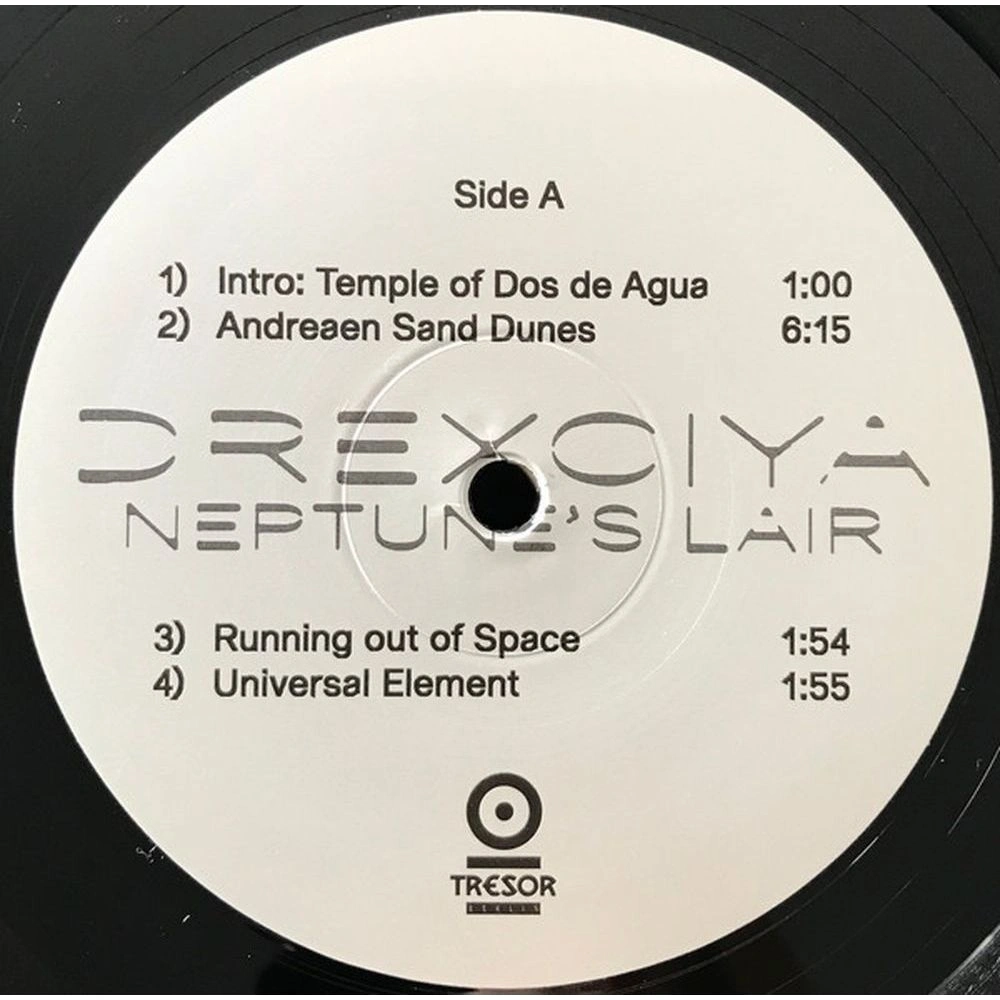 Side A
1) Intro: Temple of Dos de Agua 1:00
2) Andreaen Sand Dunes 6:15
DREXCIYA
NEPTUNE'S LAIR
3) Running out of Space 1:54
4) Universal Element 1:55
TRESOR
BERLIN